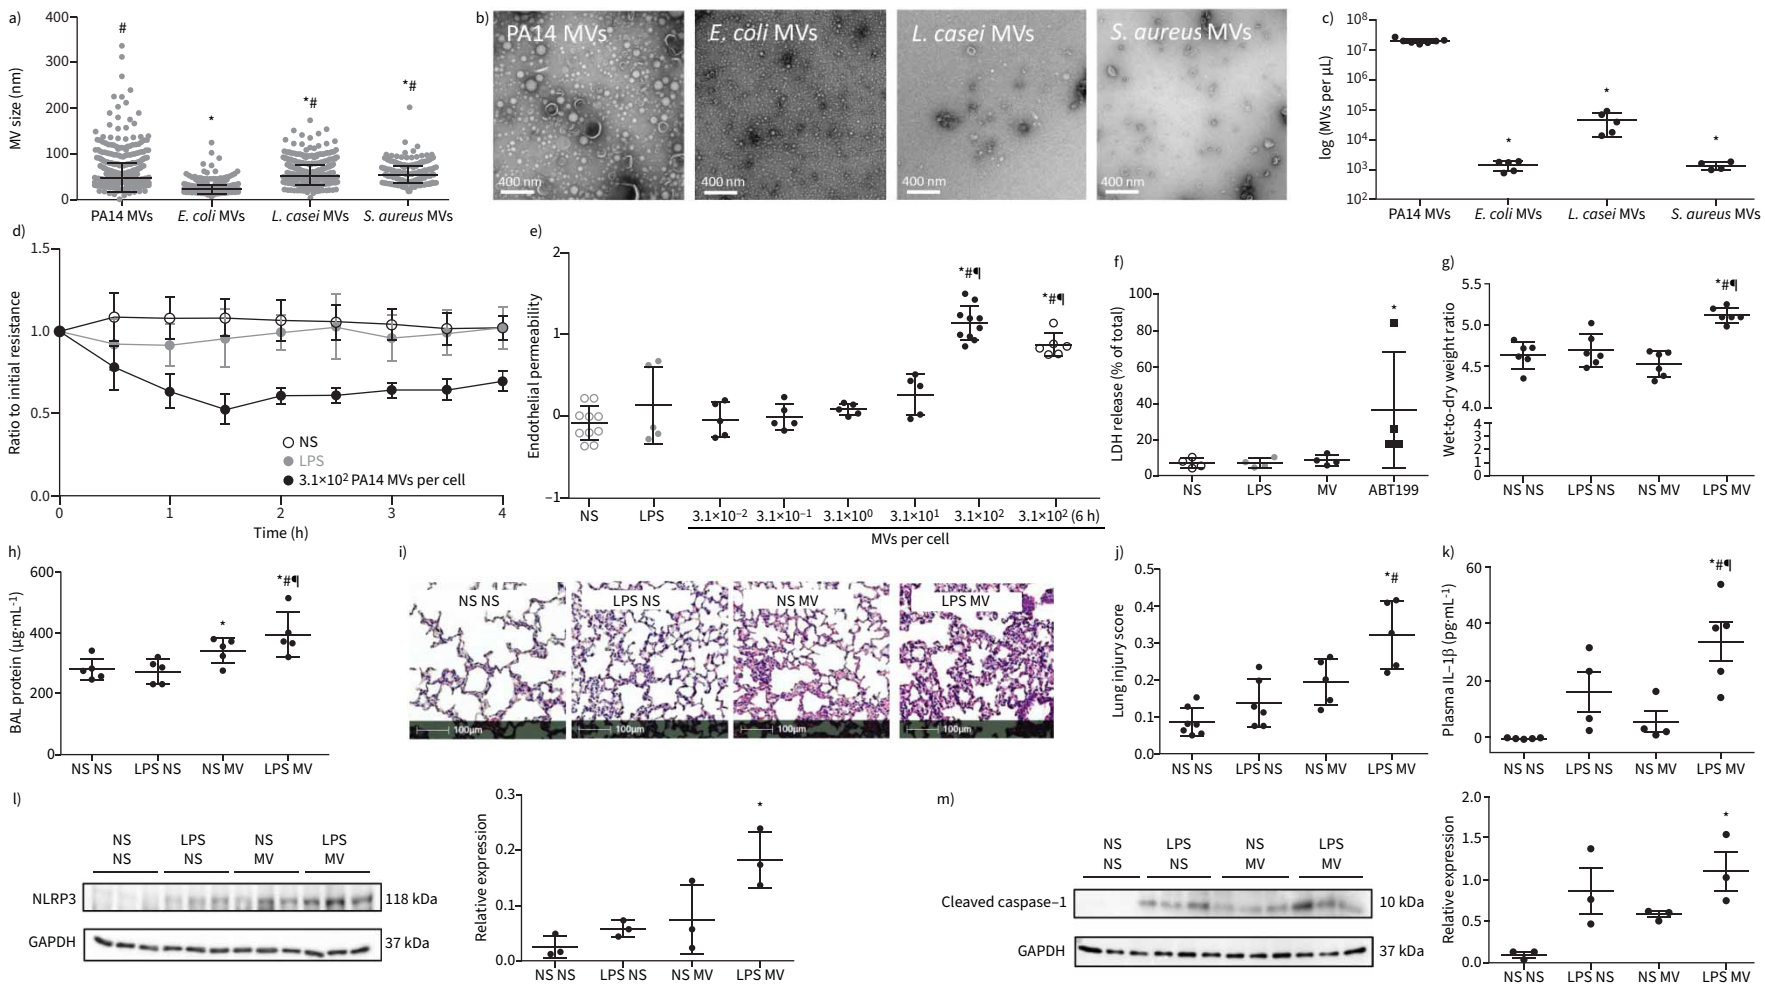 a)
400
300
200
100
0
MV size (nm)
#
*
*#
*#
PA14 MVs
E. coli MVs
L. casei MVs
S. aureus MVs
b)
PA14 MVs
400 nm
E. coli MVs
400 nm
L. casei MVs
400 nm
S. aureus MVs
400 nm
c)
10⁸
10⁷
10⁶
10⁵
10⁴
10³
10²
log (MVs per µL)
*
*
*
PA14 MVs
E. coli MVs
L. casei MVs
S. aureus MVs
d)
1.5
1.0
0.5
0.0
Ratio to initial resistance
NS
LPS
3.1×10² PA14 MVs per cell
0
1
2
3
4
Time (h)
e)
2
1
0
−1
Endothelial permeability
*#¶
*#¶
NS
LPS
3.1×10⁻²
3.1×10⁻¹
3.1×10⁰
3.1×10¹
3.1×10²
3.1×10² (6 h)
MVs per cell
f)
100
80
60
40
20
0
LDH release (% of total)
*
NS
LPS
MV
ABT199
g)
5.5
5.0
4.5
4.0
4
3
2
1
0
Wet-to-dry weight ratio
*#¶
NS NS
LPS NS
NS MV
LPS MV
h)
600
400
200
0
BAL protein (µg·mL⁻¹)
*
*#¶
NS NS
LPS NS
NS MV
LPS MV
i)
NS NS
100µm
LPS NS
100µm
NS MV
100µm
LPS MV
100µm
j)
0.5
0.4
0.3
0.2
0.1
0.0
Lung injury score
*#
NS NS
LPS NS
NS MV
LPS MV
k)
60
40
20
0
Plasma IL−1β (pg·mL⁻¹)
*#¶
NS NS
LPS NS
NS MV
LPS MV
l)
NS LPS NS LPS
NS NS MV MV
NLRP3
118 kDa
GAPDH
37 kDa
0.3
0.2
0.1
0.0
Relative expression
*
NS NS
LPS NS
NS MV
LPS MV
m)
NS LPS NS LPS
NS NS MV MV
Cleaved caspase−1
10 kDa
GAPDH
37 kDa
2.0
1.5
1.0
0.5
0.0
Relative expression
*
NS NS
LPS NS
NS MV
LPS MV